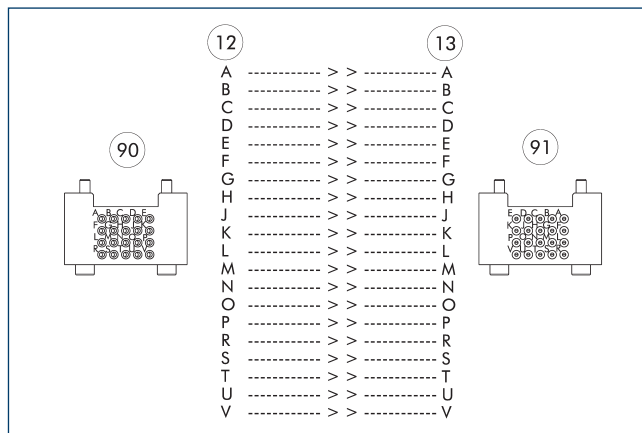 12 13
A ---------- > > ---------- A
B ---------- > > ---------- B
C ---------- > > ---------- C
D ---------- > > ---------- D
E ---------- > > ---------- E
F ---------- > > ---------- F
G ---------- > > ---------- G
H ---------- > > ---------- H
J ---------- > > ---------- J
K ---------- > > ---------- K
L ---------- > > ---------- L
M ---------- > > ---------- M
N ---------- > > ---------- N
O ---------- > > ---------- O
P ---------- > > ---------- P
R ---------- > > ---------- R
S ---------- > > ---------- S
T ---------- > > ---------- T
U ---------- > > ---------- U
V ---------- > > ---------- V
90
A B C D E
91
E D C B A